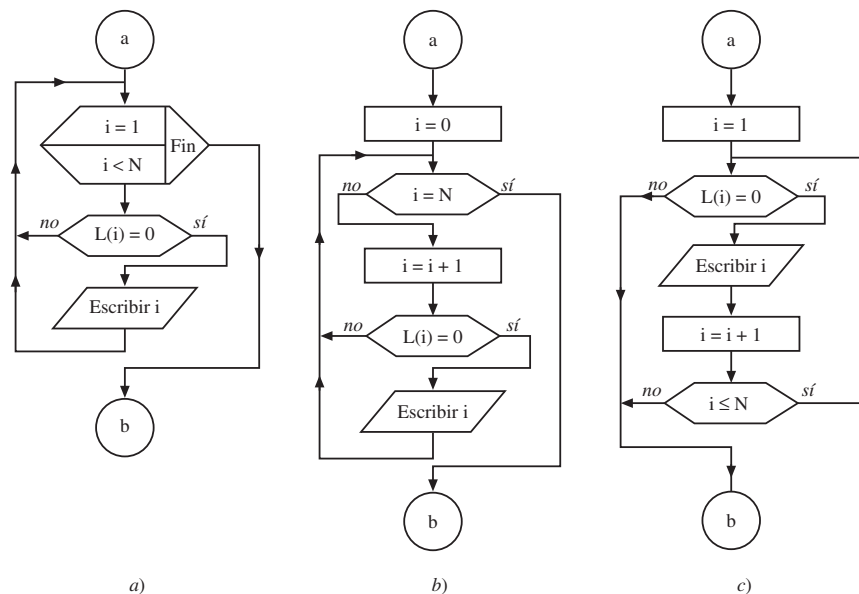 a
i = 1
Fin
i < N
no
L(i) = 0
sí
Escribir i
b
a)
a
i = 0
no
i = N
sí
i = i + 1
no
L(i) = 0
sí
Escribir i
b
b)
a
i = 1
no
L(i) = 0
sí
Escribir i
i = i + 1
no
i ≤ N
sí
b
c)